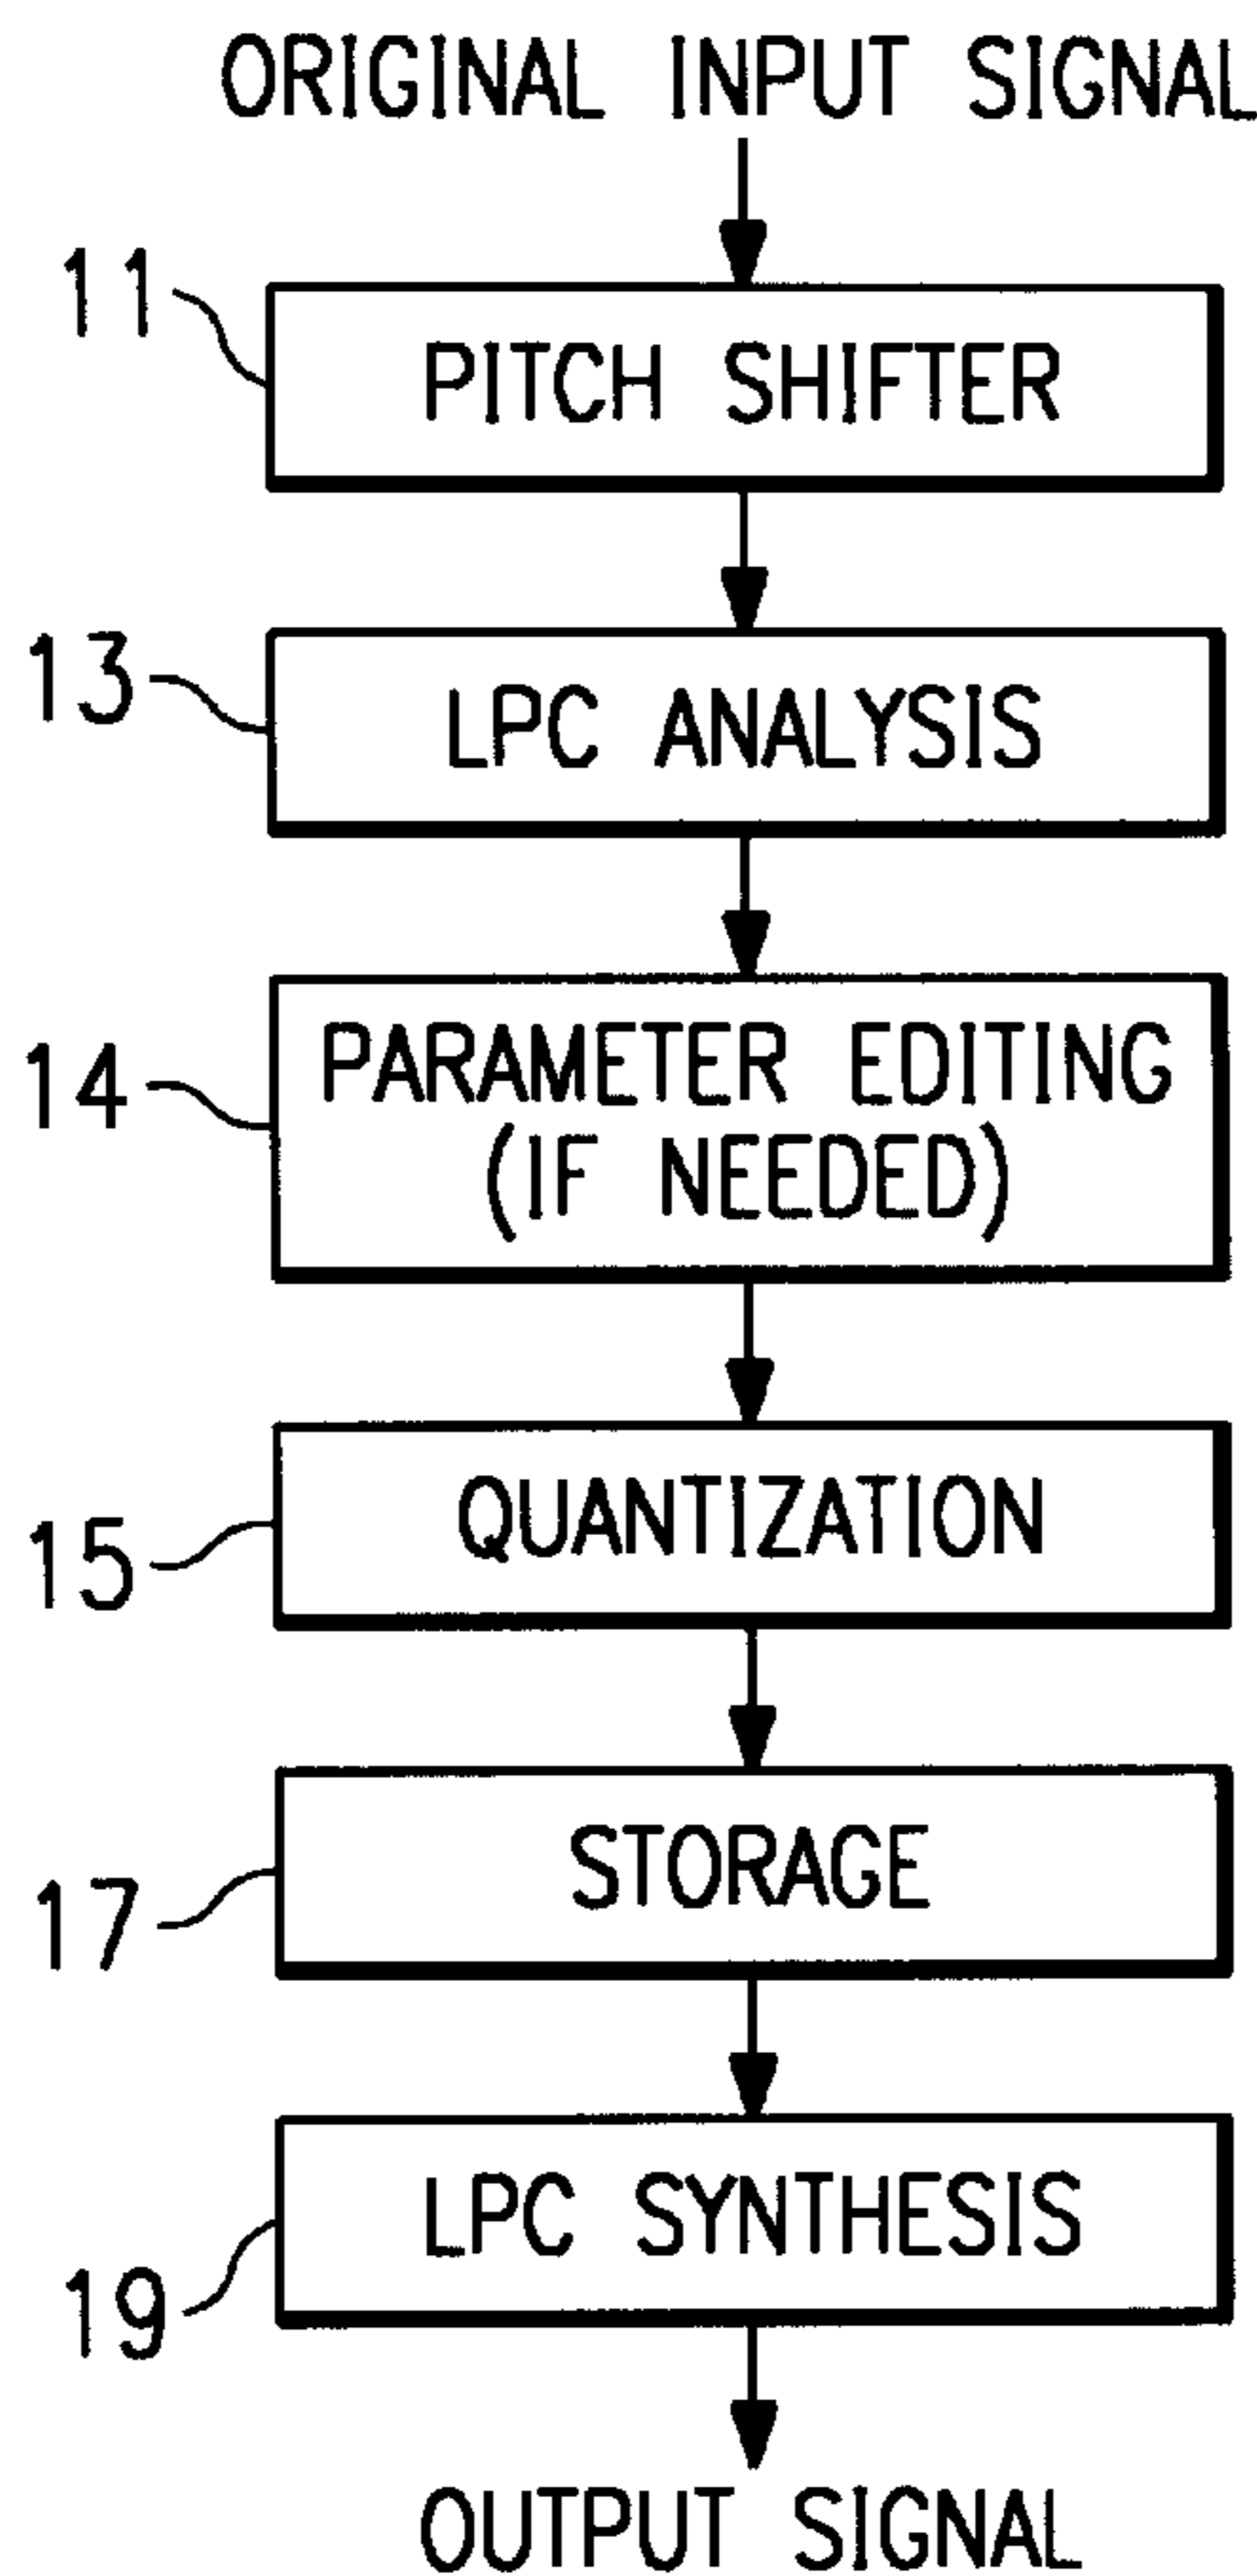 ORIGINAL INPUT SIGNAL
11
PITCH SHIFTER
13
LPC ANALYSIS
14
PARAMETER EDITING
(IF NEEDED)
15
QUANTIZATION
17
STORAGE
19
LPC SYNTHESIS
OUTPUT SIGNAL